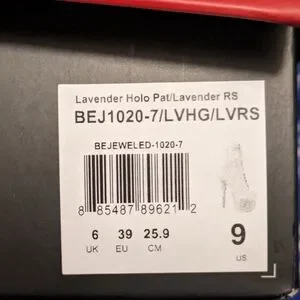 Lavender Holo Pat/Lavender RS
BEJ1020-7/LVHG/LVRS
BEJEWELED-1020-7
8 85487 89621 2
6 39 25.9 9
UK EU CM US